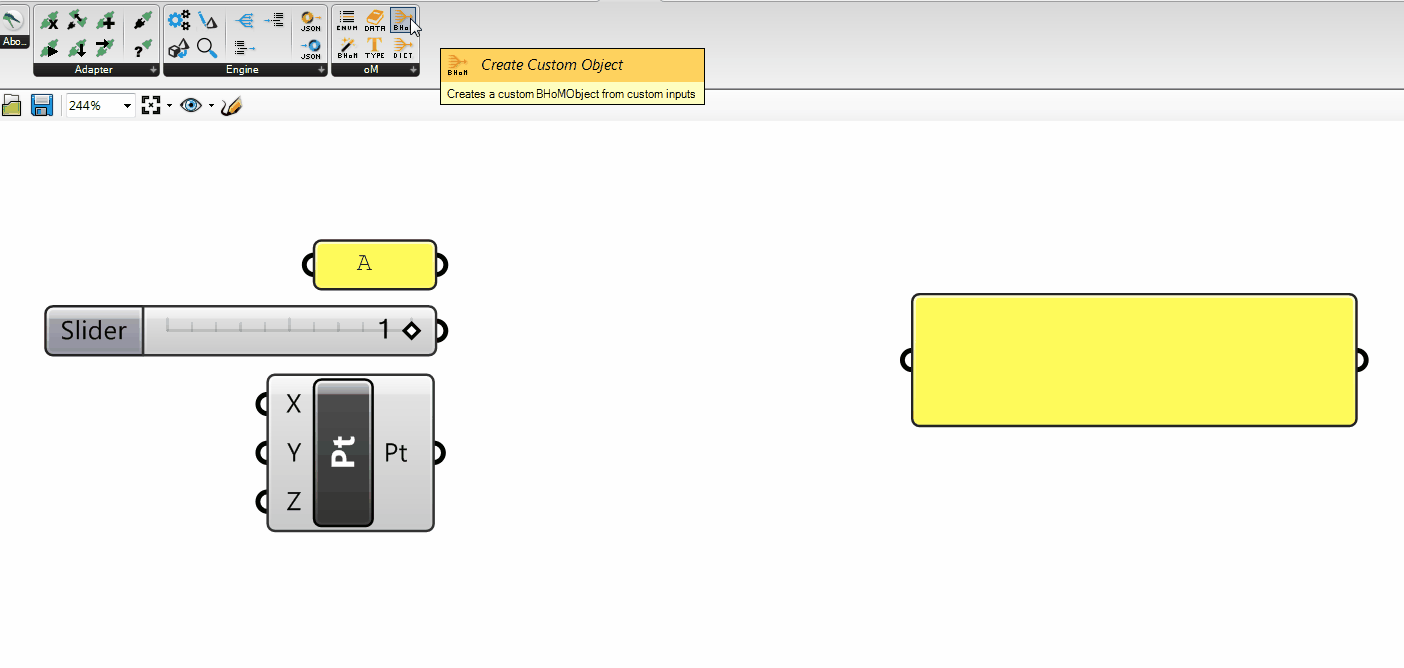 Abo...
JSON
JSON
ENUM DATA BHoM
BHoM TYPE DICT
Adapter
Engine
oM
BHoM
Create Custom Object
Creates a custom BHoMObject from custom inputs
244%
A
Slider
1
X
Y
Z
Pt
Pt